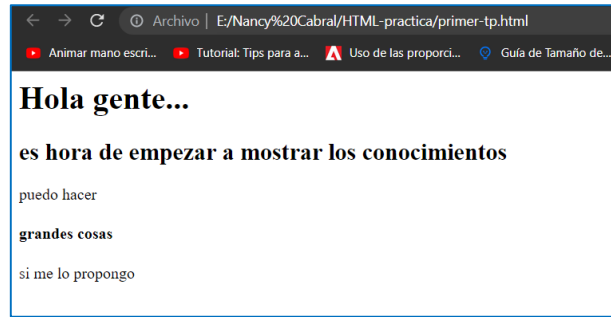 Archivo | E:/Nancy%20Cabral/HTML-practica/primer-tp.html
Animar mano escri... Tutorial: Tips para a... Uso de las proporci... Guía de Tamaño de...
Hola gente...
es hora de empezar a mostrar los conocimientos
puedo hacer
grandes cosas
si me lo propongo